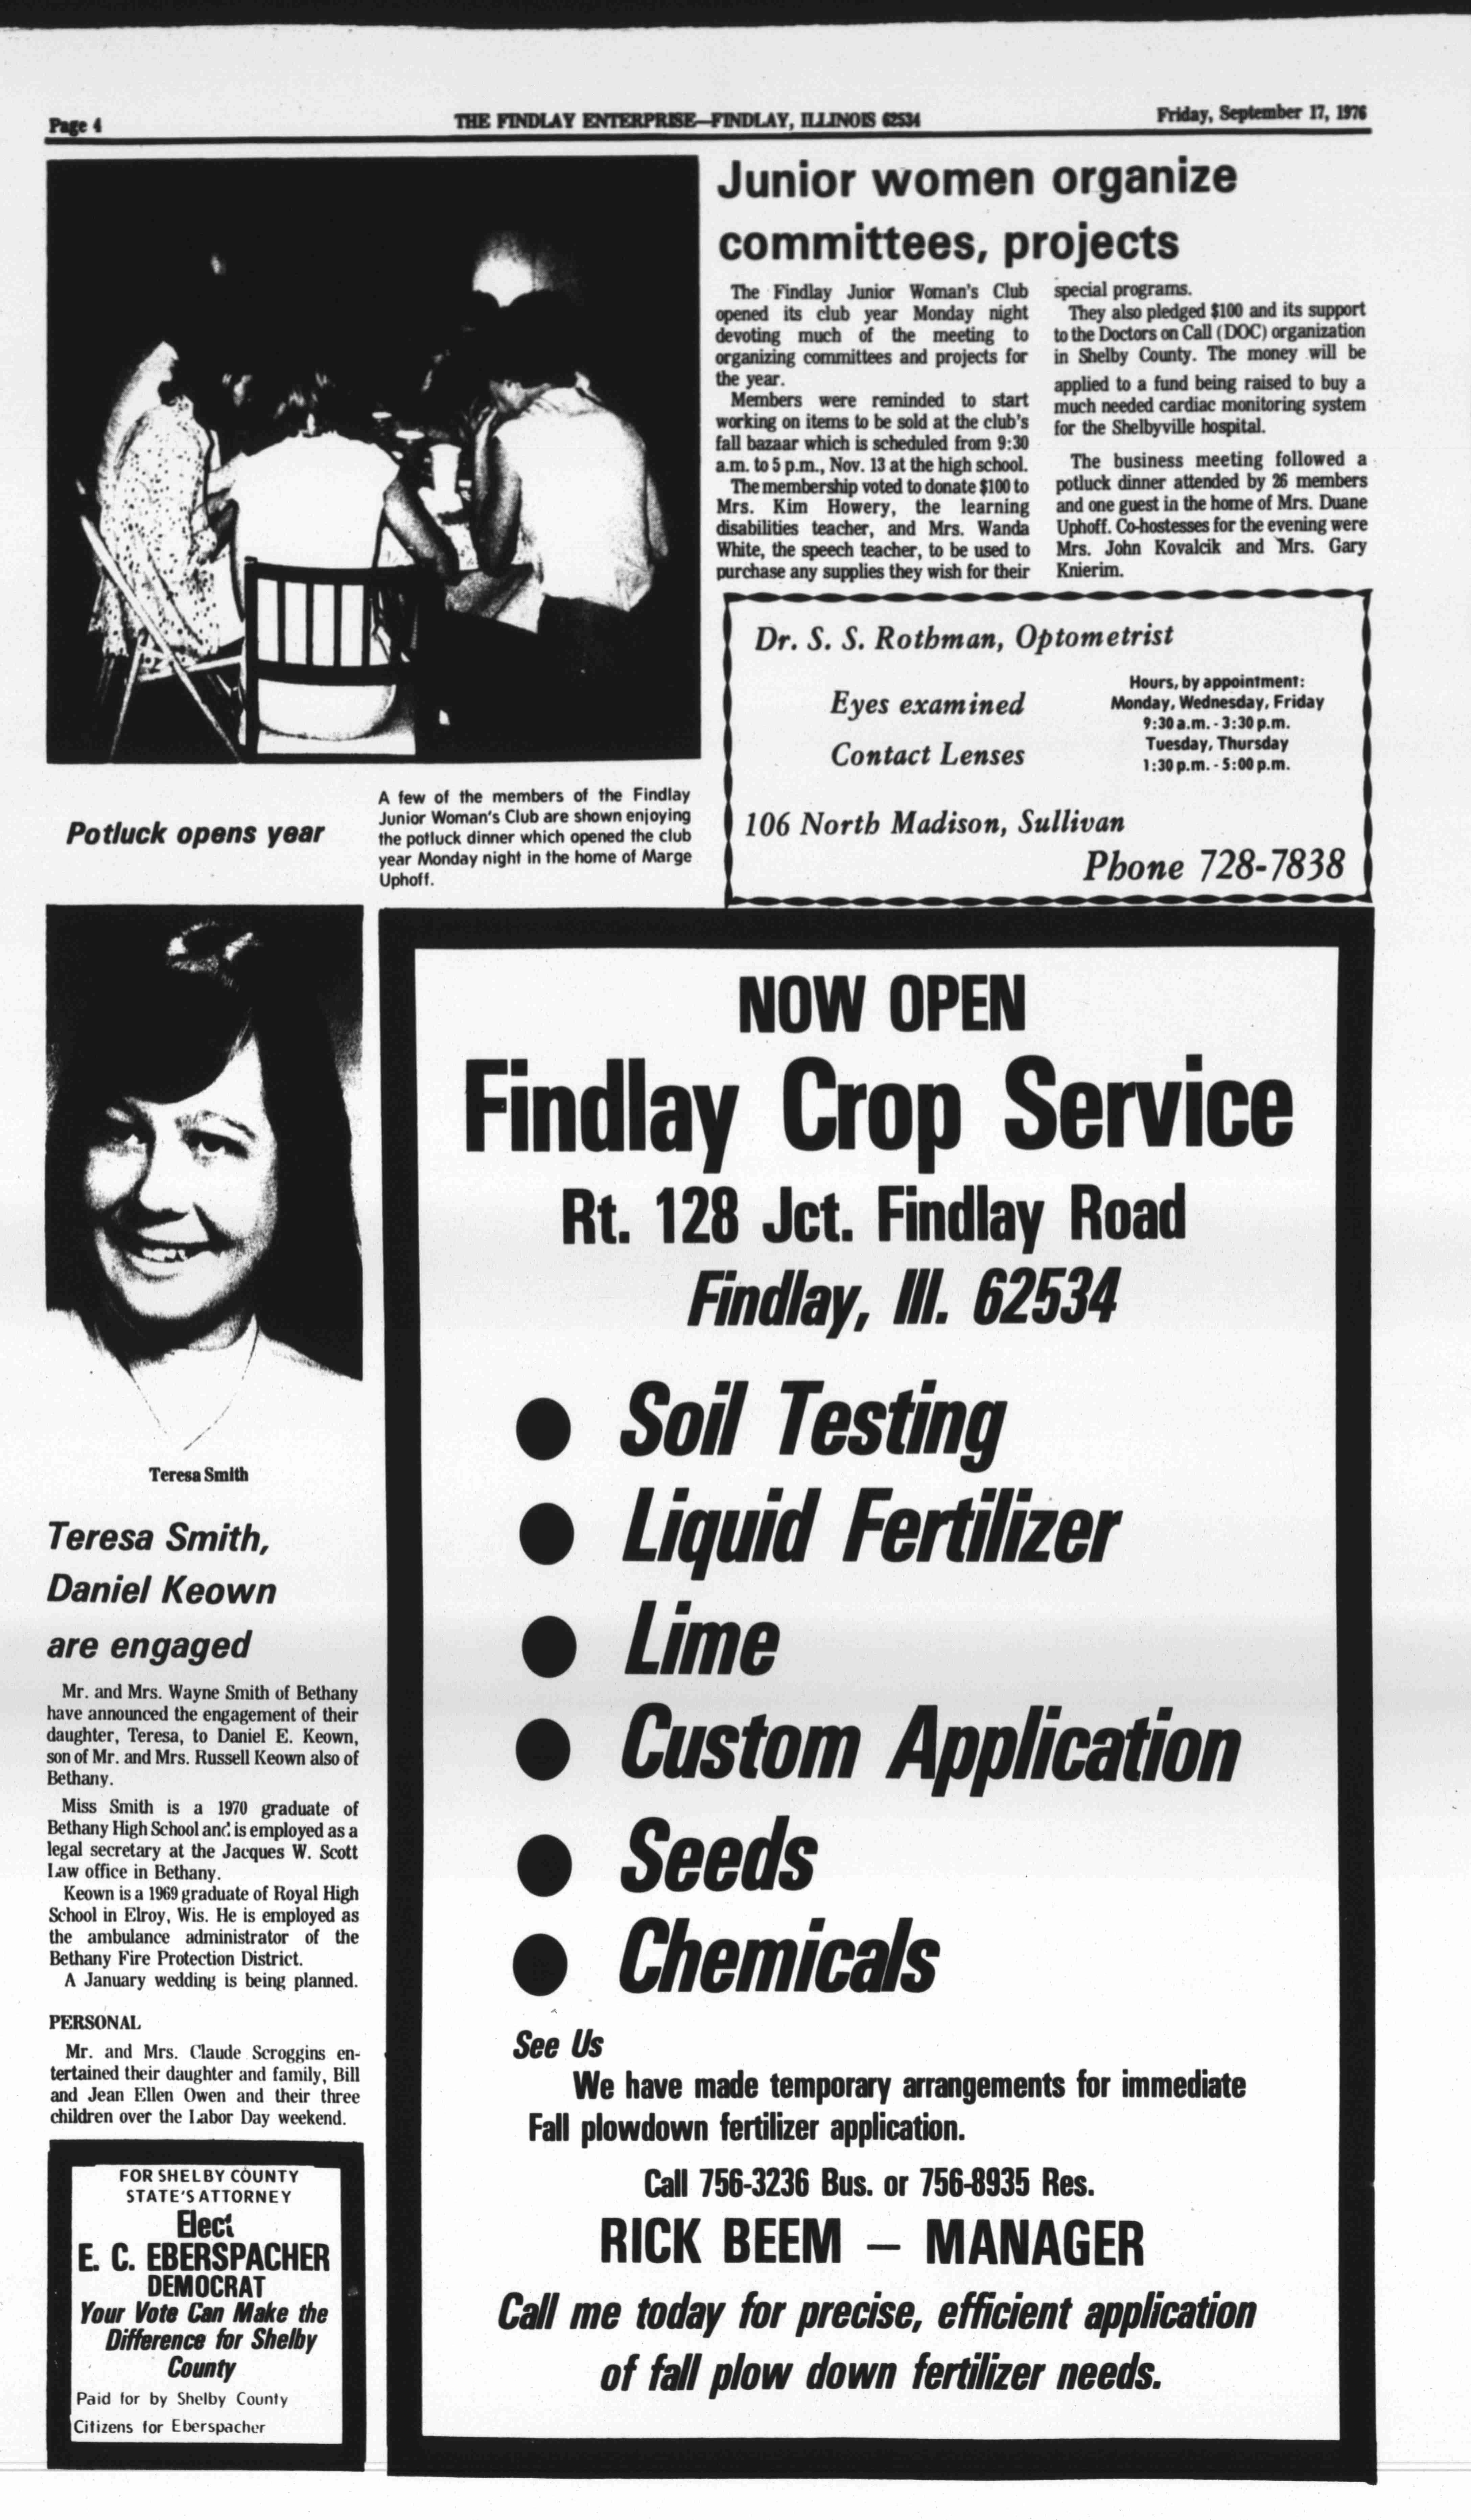 Page 4
THE FINDLAY ENTERPRISE—FINDLAY, ILLINOIS 62534
Friday, September 17, 1976
Junior women organize
committees, projects
The Findlay Junior Woman's Club
opened its club year Monday night
devoting much of the meeting to
organizing committees and projects for
the year.
Members were reminded to start
working on items to be sold at the club's
fall bazaar which is scheduled from 9:30
a.m. to 5 p.m., Nov. 13 at the high school.
The membership voted to donate $100 to
Mrs. Kim Howery, the learning
disabilities teacher, and Mrs. Wanda
White, the speech teacher, to be used to
purchase any supplies they wish for their
special programs.
They also pledged $100 and its support
to the Doctors on Call (DOC) organization
in Shelby County. The money will be
applied to a fund being raised to buy a
much needed cardiac monitoring system
for the Shelbyville hospital.
The business meeting followed a
potluck dinner attended by 26 members
and one guest in the home of Mrs. Duane
Uphoff. Co-hostesses for the evening were
Mrs. John Kovalcik and Mrs. Gary
Knierim.
Potluck opens year
A few of the members of the Findlay
Junior Woman's Club are shown enjoying
the potluck dinner which opened the club
year Monday night in the home of Marge
Uphoff.
Dr. S. S. Rothman, Optometrist
Eyes examined
Contact Lenses
Hours, by appointment:
Monday, Wednesday, Friday
9:30 a.m. - 3:30 p.m.
Tuesday, Thursday
1:30 p.m. - 5:00 p.m.
106 North Madison, Sullivan
Phone 728-7838
Teresa Smith
Teresa Smith,
Daniel Keown
are engaged
Mr. and Mrs. Wayne Smith of Bethany
have announced the engagement of their
daughter, Teresa, to Daniel E. Keown,
son of Mr. and Mrs. Russell Keown also of
Bethany.
Miss Smith is a 1970 graduate of
Bethany High School and is employed as a
legal secretary at the Jacques W. Scott
Law office in Bethany.
Keown is a 1969 graduate of Royal High
School in Elroy, Wis. He is employed as
the ambulance administrator of the
Bethany Fire Protection District.
A January wedding is being planned.
PERSONAL
Mr. and Mrs. Claude Scroggins en-
tertained their daughter and family, Bill
and Jean Ellen Owen and their three
children over the Labor Day weekend.
FOR SHELBY COUNTY
STATE'S ATTORNEY
Elect
E. C. EBERSPACHER
DEMOCRAT
Your Vote Can Make the
Difference for Shelby
County
Paid for by Shelby County
Citizens for Eberspacher
NOW OPEN
Findlay Crop Service
Rt. 128 Jct. Findlay Road
Findlay, Ill. 62534
● Soil Testing
● Liquid Fertilizer
● Lime
● Custom Application
● Seeds
● Chemicals
See Us
We have made temporary arrangements for immediate
Fall plowdown fertilizer application.
Call 756-3236 Bus. or 756-8935 Res.
RICK BEEM — MANAGER
Call me today for precise, efficient application
of fall plow down fertilizer needs.